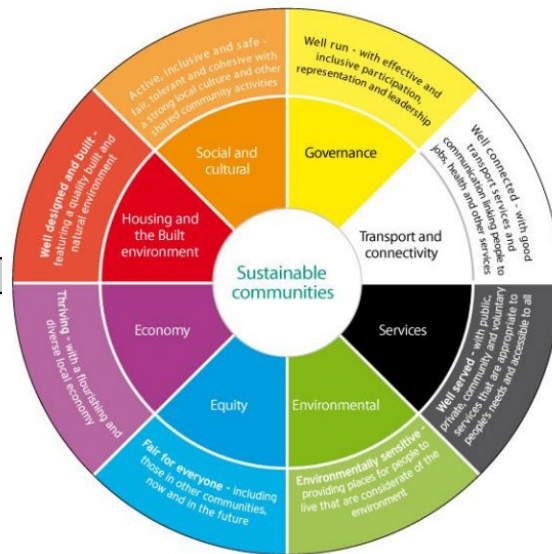 Active, inclusive and safe -
fair, tolerant and cohesive with
a strong local culture and other
shared community activities
Social and
cultural
Well run - with effective and
inclusive participation,
representation and leadership
Governance
Well connected - with good
transport services and
communication linking people to
jobs, health and other services
Transport and
connectivity
Well served - with public,
private, community and voluntary
services that are appropriate to
people's needs and accessible to all
Services
Environmentally sensitive -
providing places for people to
live that are considerate of the
environment
Environmental
Fair for everyone - including
those in other communities,
now and in the future
Equity
Thriving - with a flourishing and
diverse local economy
Economy
Well designed and built -
featuring a quality built and
natural environment
Housing and
the Built
environment
Sustainable
communities